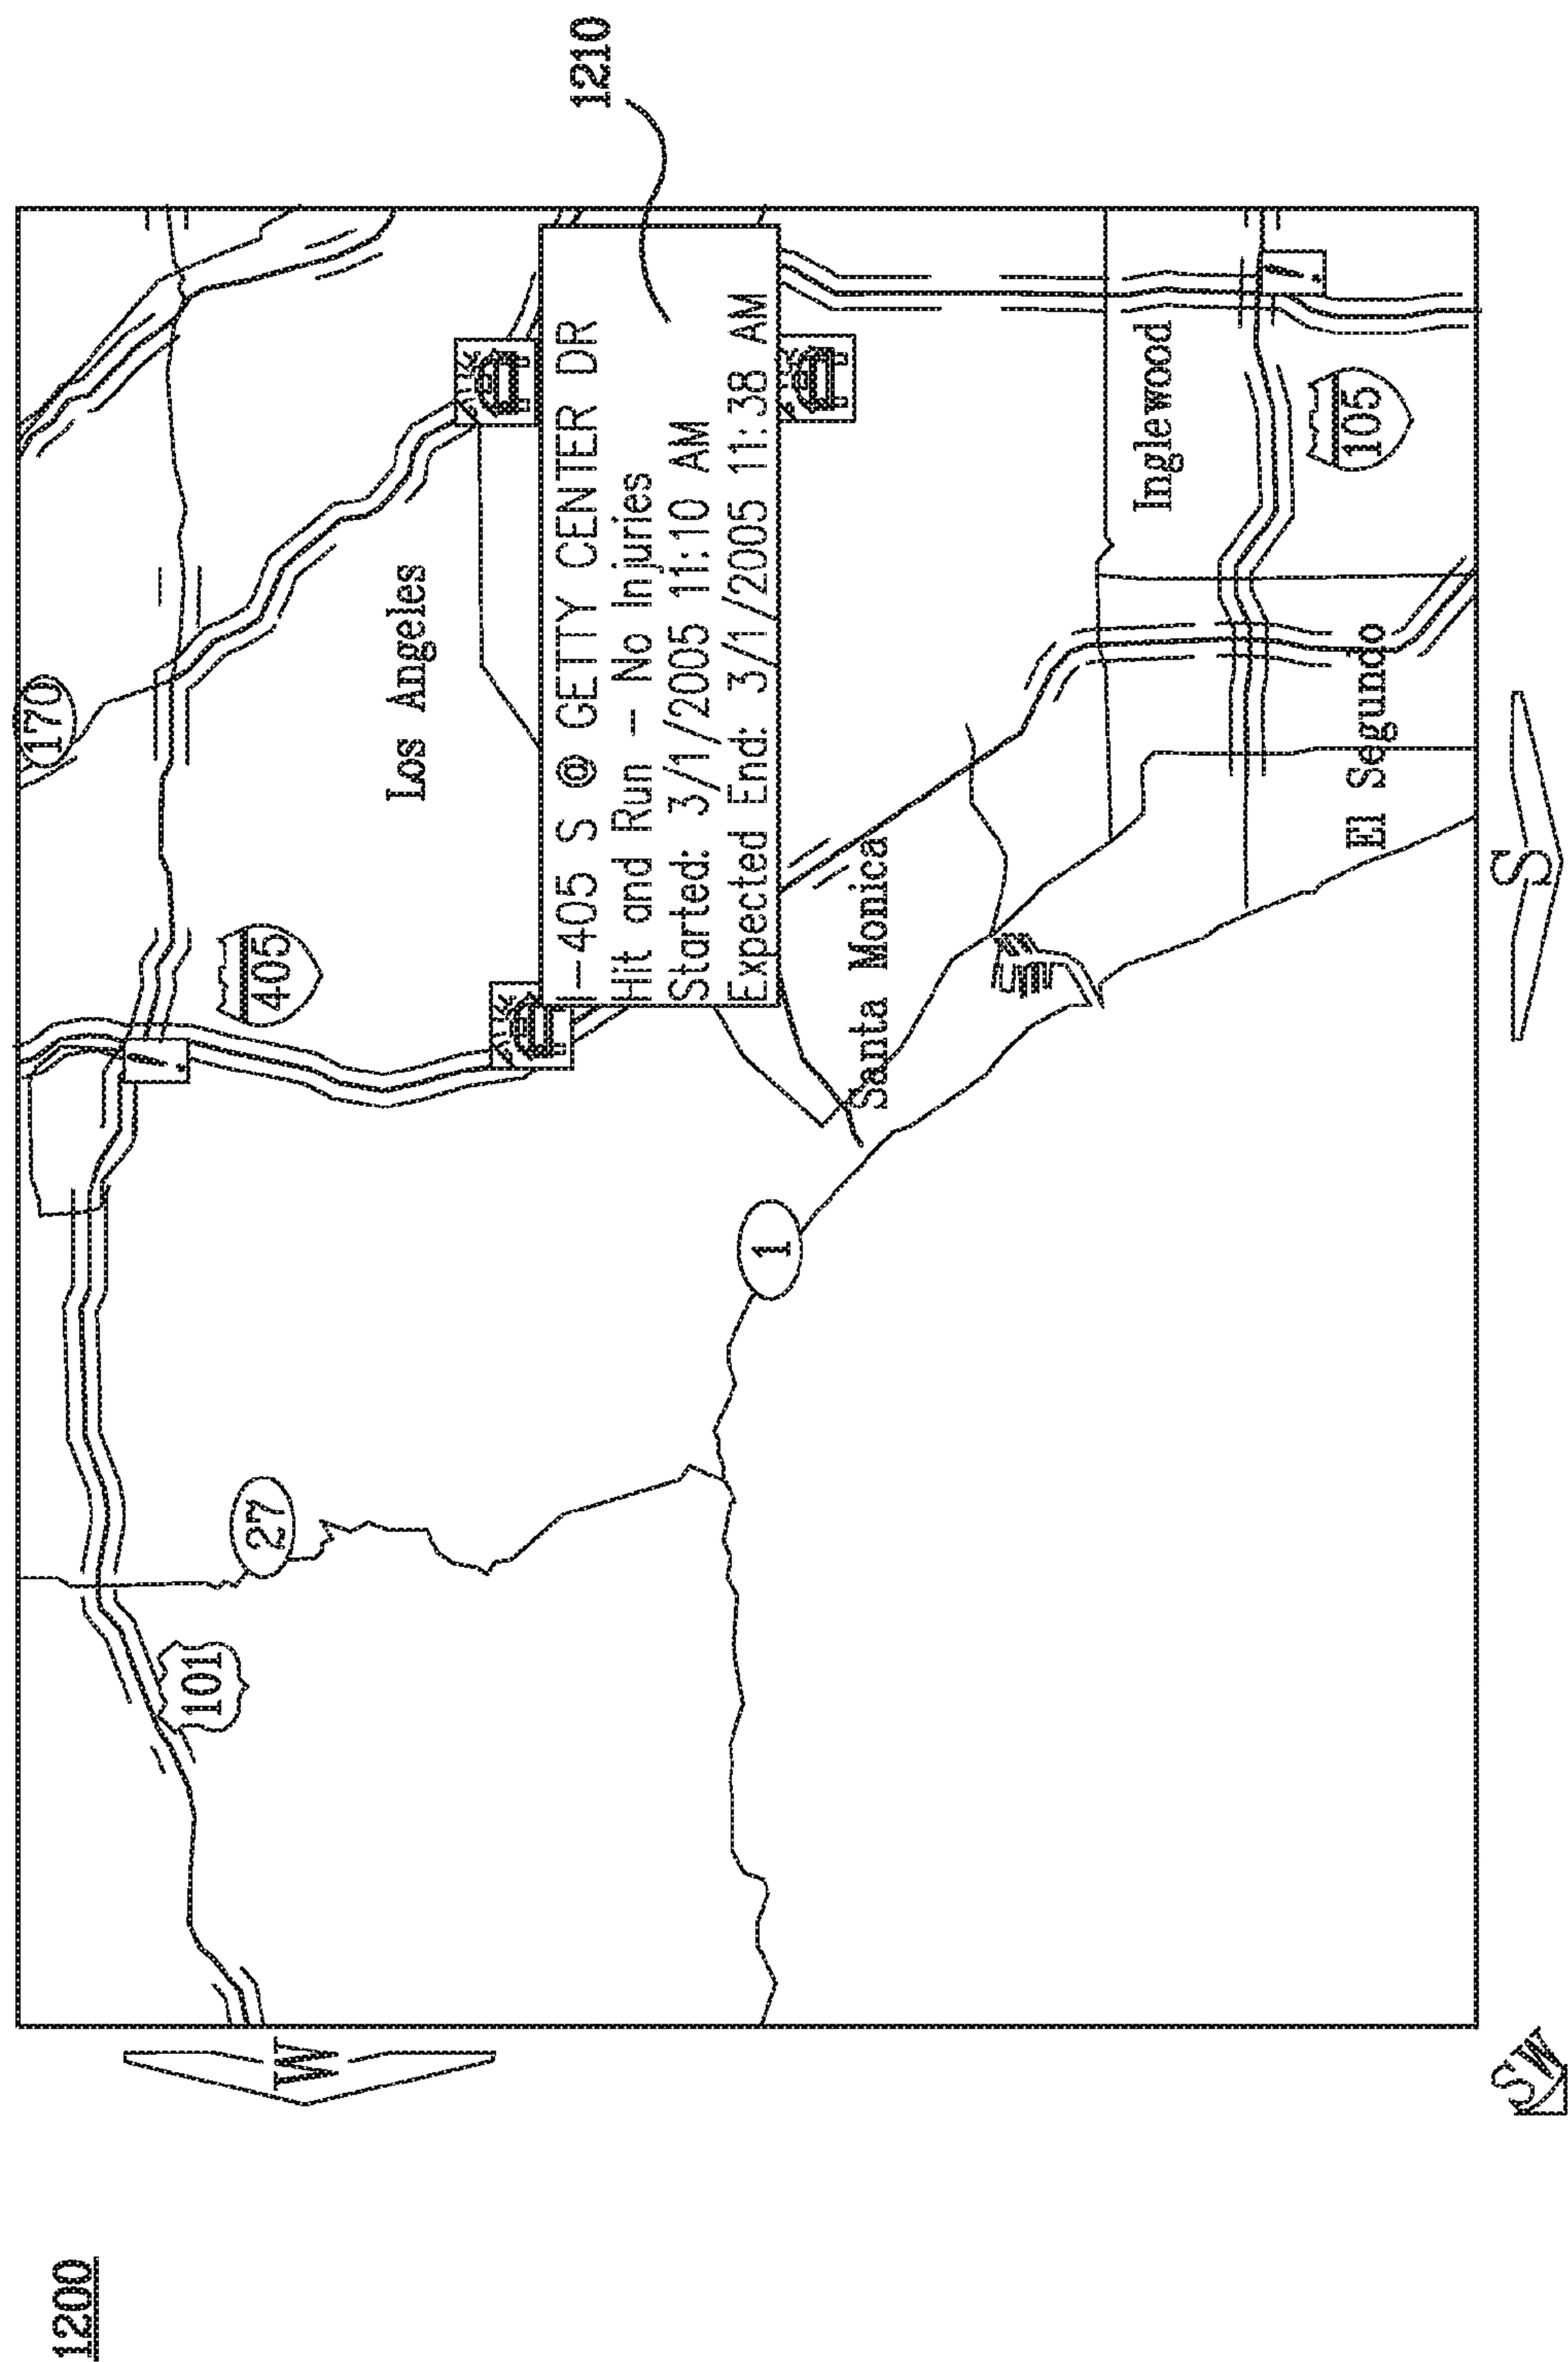 1200
170
101
405
27
Los Angeles
I-405 S @ GETTY CENTER DR
Hit and Run - No Injuries
Started: 3/1/2005 11:10 AM
Expected End: 3/1/2005 11:38 AM
1210
1
Santa Monica
Inglewood
105
El Segundo
W
S
SW
!
!